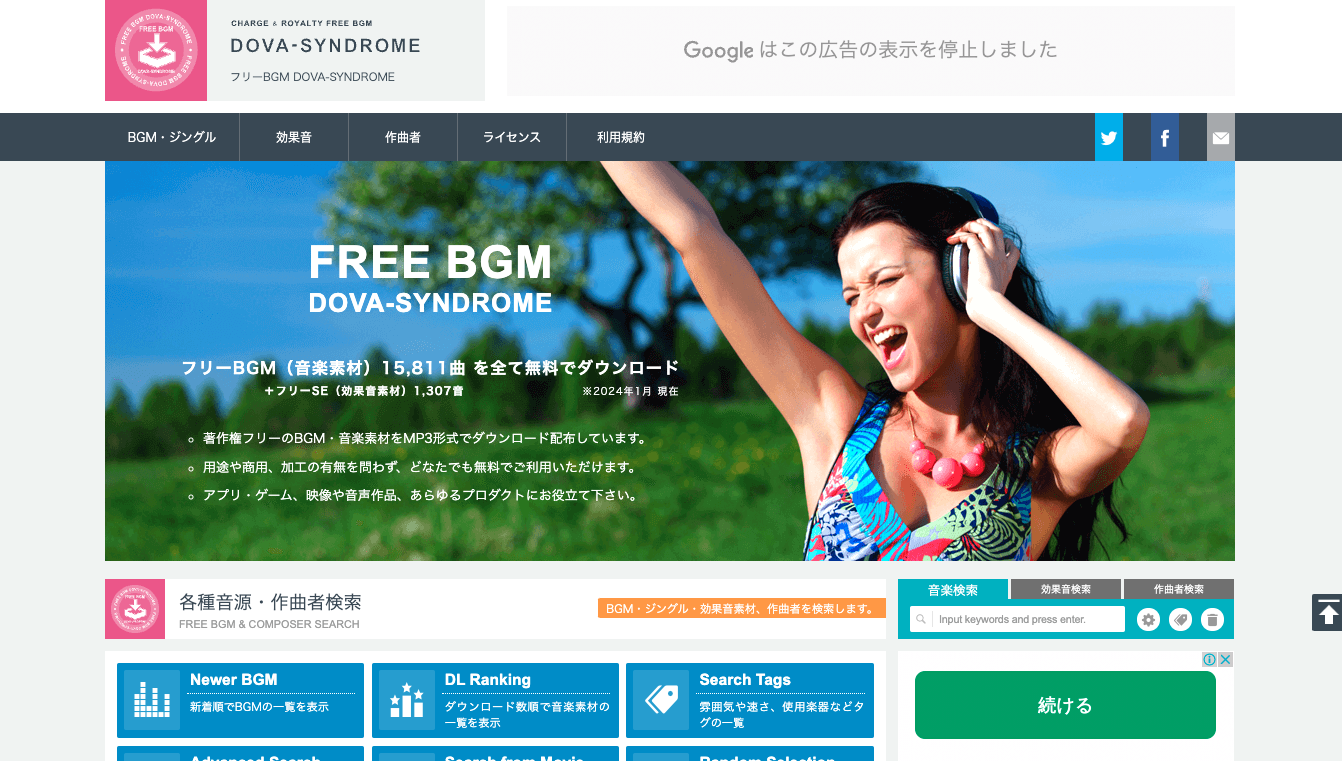 FREE BGM DOVA-SYNDROME
FREE BGM
DOVA-SYNDROME
CHARGE & ROYALTY FREE BGM
DOVA-SYNDROME
フリーBGM DOVA-SYNDROME
Google はこの広告の表示を停止しました
BGM・ジングル
効果音
作曲者
ライセンス
利用規約
FREE BGM
DOVA-SYNDROME
フリーBGM（音楽素材）15,811曲 を全て無料でダウンロード
＋フリーSE（効果音素材）1,307音 ※2024年1月 現在
著作権フリーのBGM・音楽素材をMP3形式でダウンロード配布しています。
用途や商用、加工の有無を問わず、どなたでも無料でご利用いただけます。
アプリ・ゲーム、映像や音声作品、あらゆるプロダクトにお役立て下さい。
各種音源・作曲者検索
FREE BGM & COMPOSER SEARCH
BGM・ジングル・効果音素材、作曲者を検索します。
音楽検索
効果音検索
作曲者検索
Input keywords and press enter.
Newer BGM
新着順でBGMの一覧を表示
DL Ranking
ダウンロード数順で音楽素材の
一覧を表示
Search Tags
雰囲気や速さ、使用楽器などタ
グの一覧
続ける
Advanced Search
Search from Movie
Random Selection